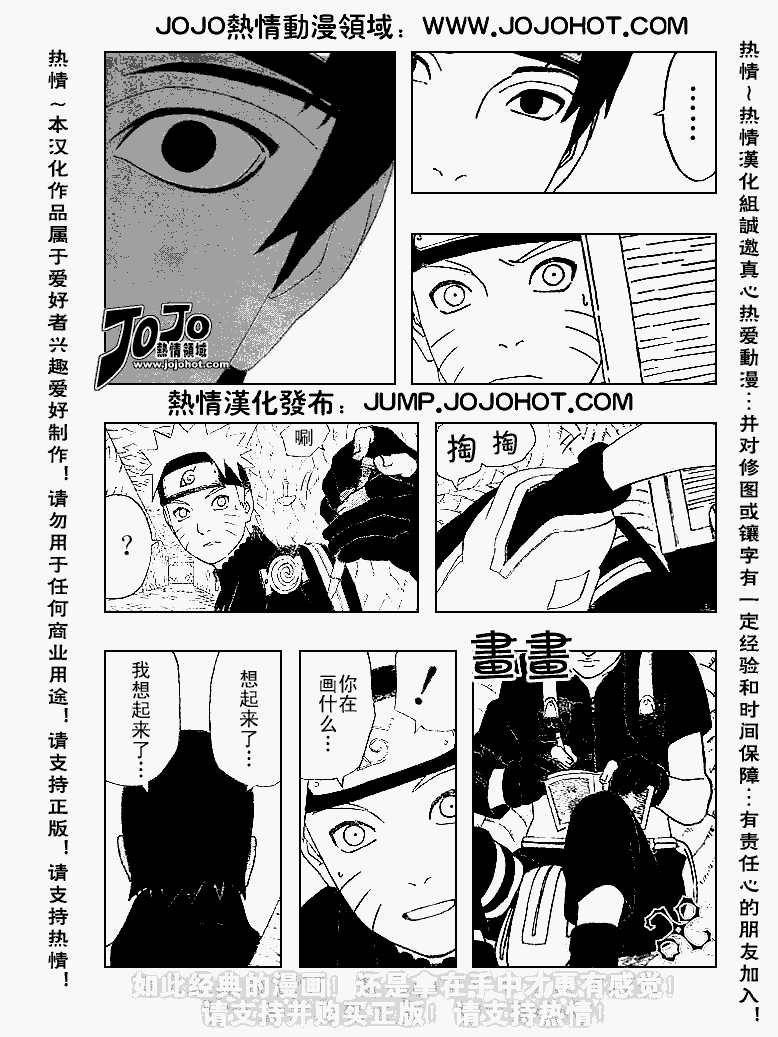 JOJO熱情動漫領域：WWW.JOJOHOT.COM
热情～热情漢化組誠邀真心热爱動漫…并对修图或镶字有一定经验和时间保障…有责任心的朋友加入！
热情～本汉化作品属于爱好者兴趣爱好制作！请勿用于任何商业用途！请支持正版！请支持热情！
……
JOJO
熱情領域
www.jojohot.com
熱情漢化發布：JUMP.JOJOHOT.COM
掏 掏
唰
？
畫畫
！
你在
画什么…
想起来了…
我想起来了…
如此经典的漫画！还是拿在手中才更有感觉！
请支持并购买正版！请支持热情！